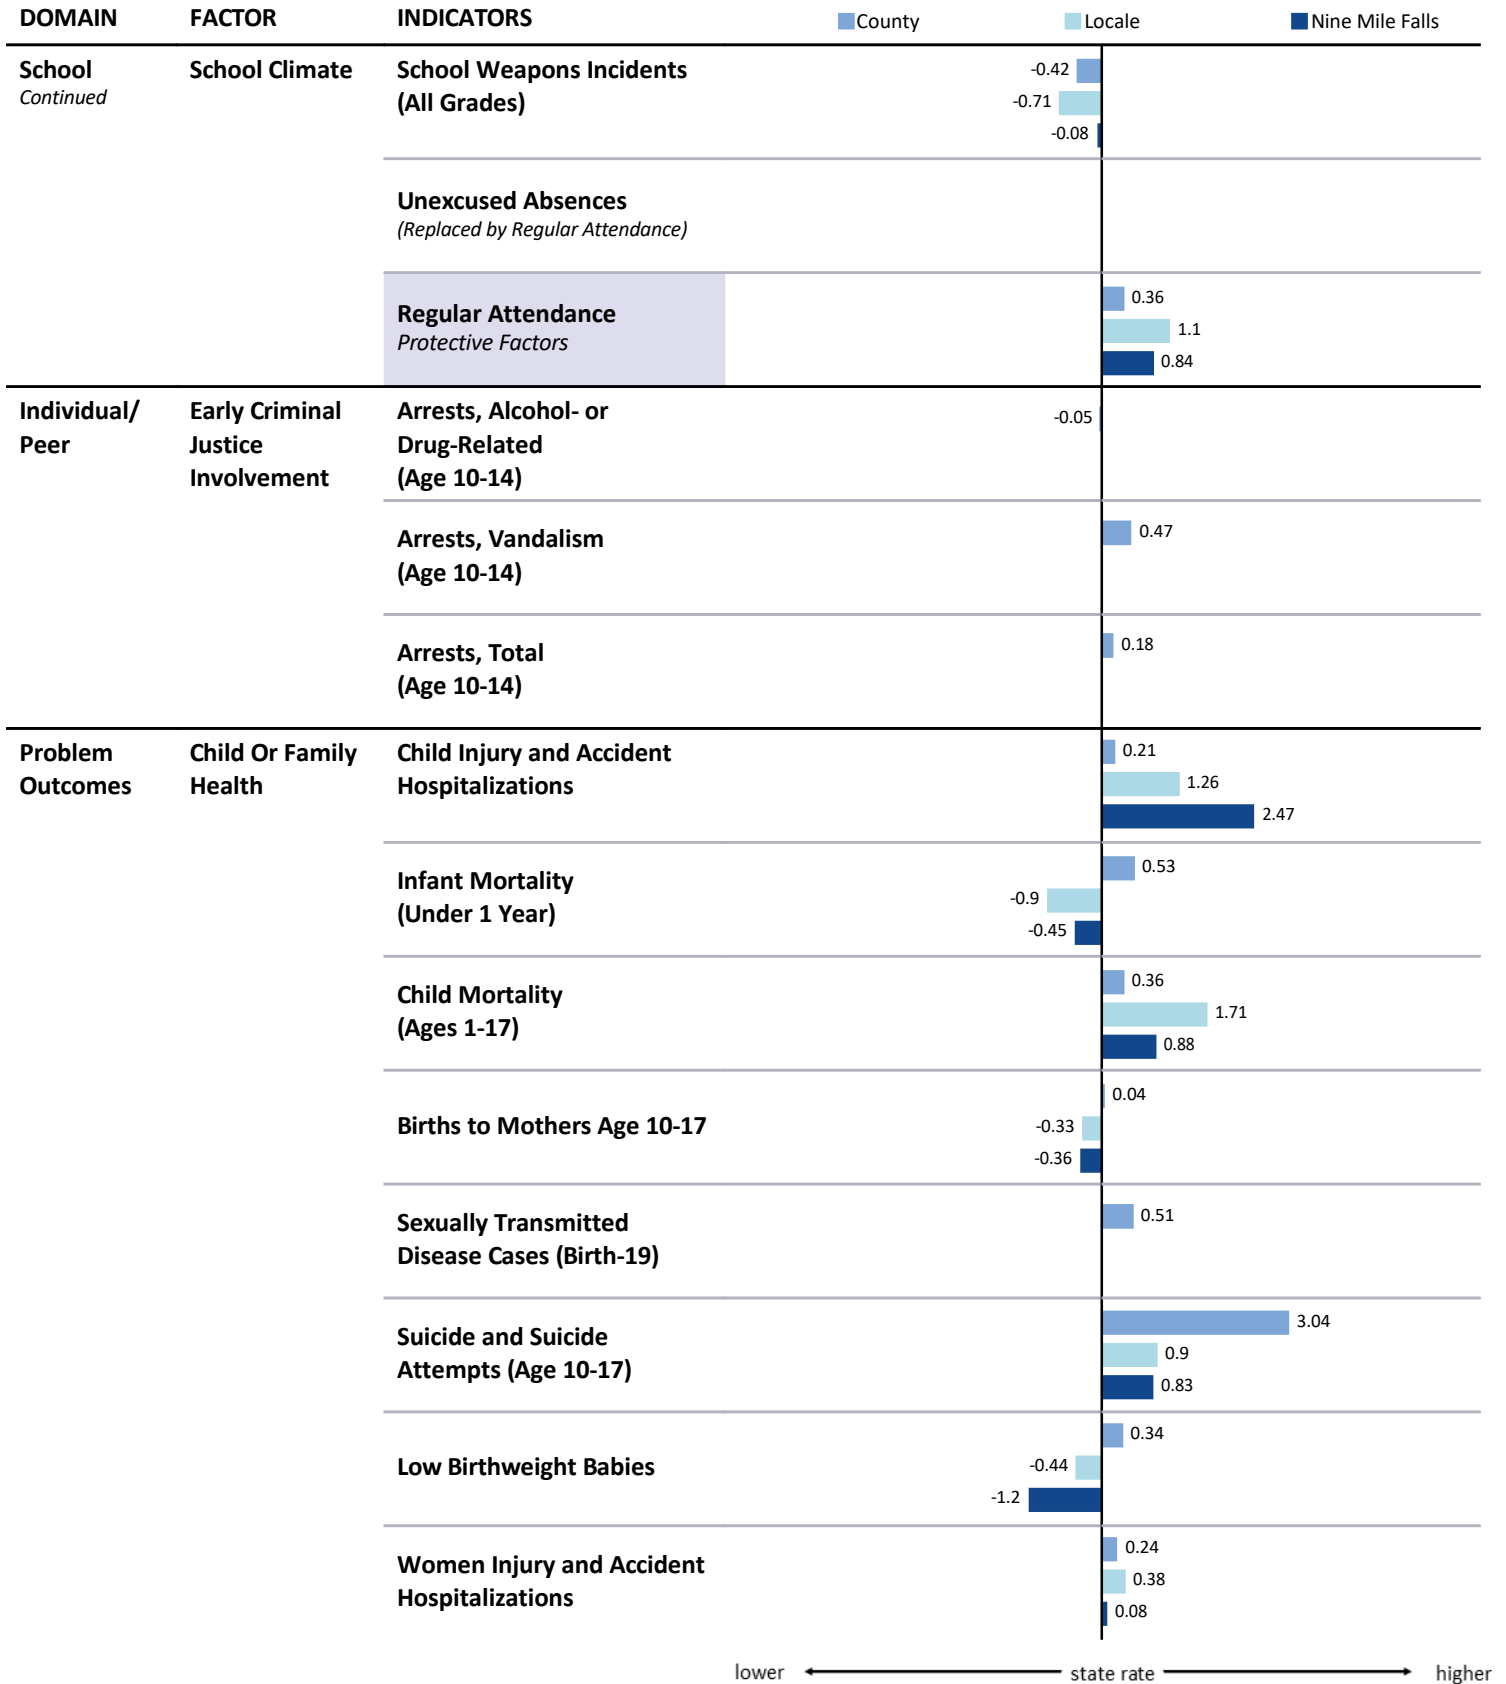 DOMAIN FACTOR INDICATORS County Locale Nine Mile Falls
School School Climate School Weapons Incidents
Continued (All Grades)
-0.42
-0.71
-0.08
Unexcused Absences
(Replaced by Regular Attendance)
Regular Attendance
Protective Factors
0.36
1.1
0.84
Individual/ Early Criminal Arrests, Alcohol- or
Peer Justice Drug-Related
Involvement (Age 10-14)
-0.05
Arrests, Vandalism
(Age 10-14)
0.47
Arrests, Total
(Age 10-14)
0.18
Problem Child Or Family Child Injury and Accident
Outcomes Health Hospitalizations
0.21
1.26
2.47
Infant Mortality
(Under 1 Year)
0.53
-0.9
-0.45
Child Mortality
(Ages 1-17)
0.36
1.71
0.88
Births to Mothers Age 10-17
0.04
-0.33
-0.36
Sexually Transmitted
Disease Cases (Birth-19)
0.51
Suicide and Suicide
Attempts (Age 10-17)
3.04
0.9
0.83
Low Birthweight Babies
0.34
-0.44
-1.2
Women Injury and Accident
Hospitalizations
0.24
0.38
0.08
lower state rate higher